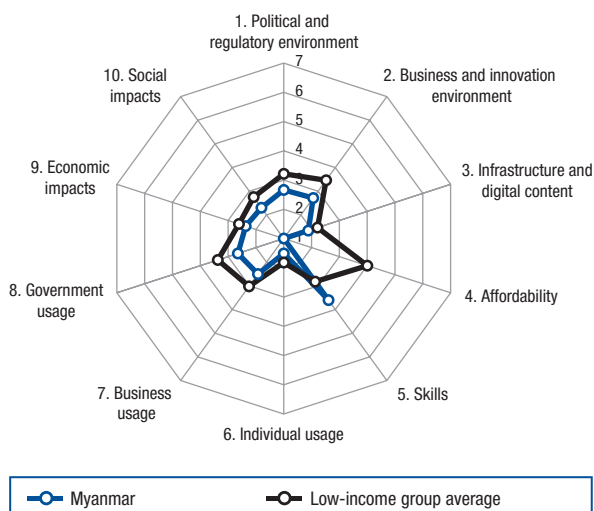 1. Political and
regulatory environment
2. Business and innovation
environment
3. Infrastructure and
digital content
4. Affordability
5. Skills
6. Individual usage
7. Business
usage
8. Government
usage
9. Economic
impacts
10. Social
impacts
7
6
5
4
3
2
1
Myanmar
Low-income group average